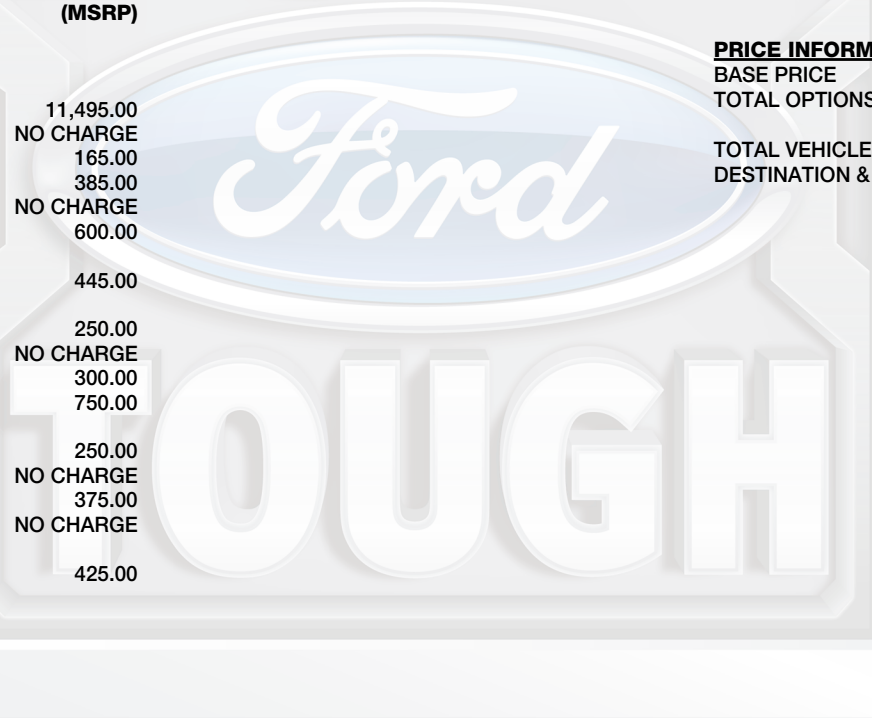 (MSRP)
11,495.00
NO CHARGE
165.00
385.00
NO CHARGE
600.00
445.00
250.00
NO CHARGE
300.00
750.00
250.00
NO CHARGE
375.00
NO CHARGE
425.00
PRICE INFORM
BASE PRICE
TOTAL OPTIONS
TOTAL VEHICLE
DESTINATION &
Ford
TOUGH